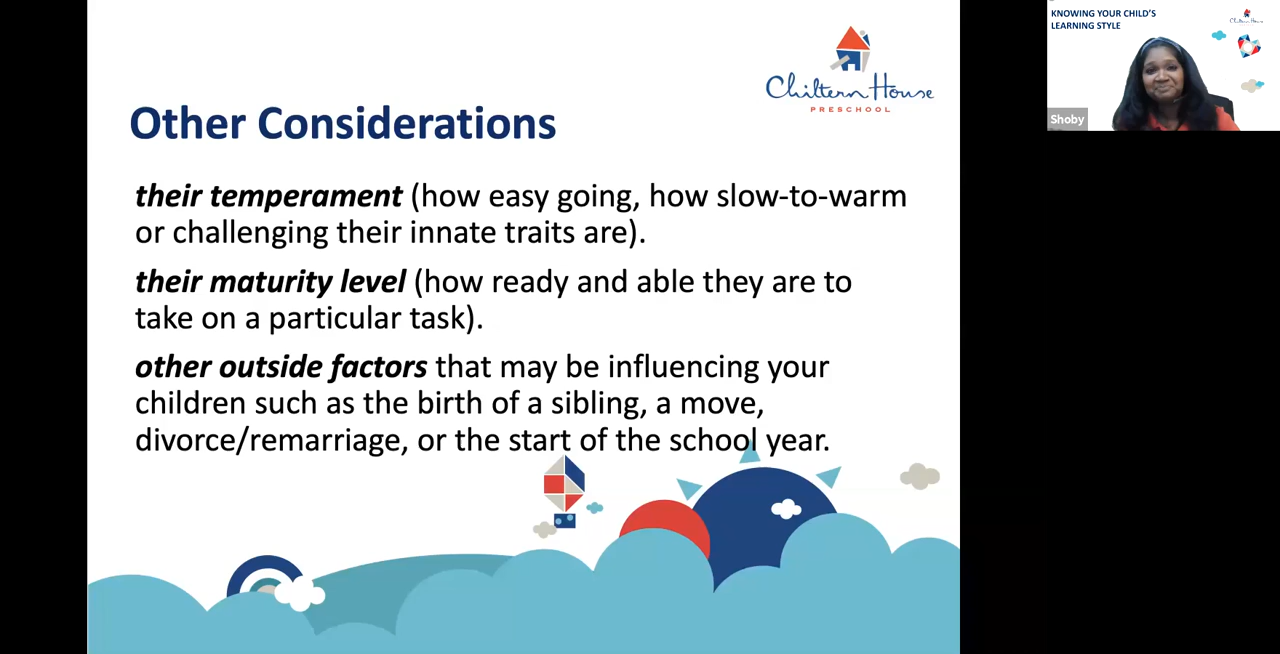 Chiltern House
PRESCHOOL
Other Considerations
their temperament (how easy going, how slow-to-warm
or challenging their innate traits are).
their maturity level (how ready and able they are to
take on a particular task).
other outside factors that may be influencing your
children such as the birth of a sibling, a move,
divorce/remarriage, or the start of the school year.
KNOWING YOUR CHILD'S
LEARNING STYLE
Chiltern House
Shoby